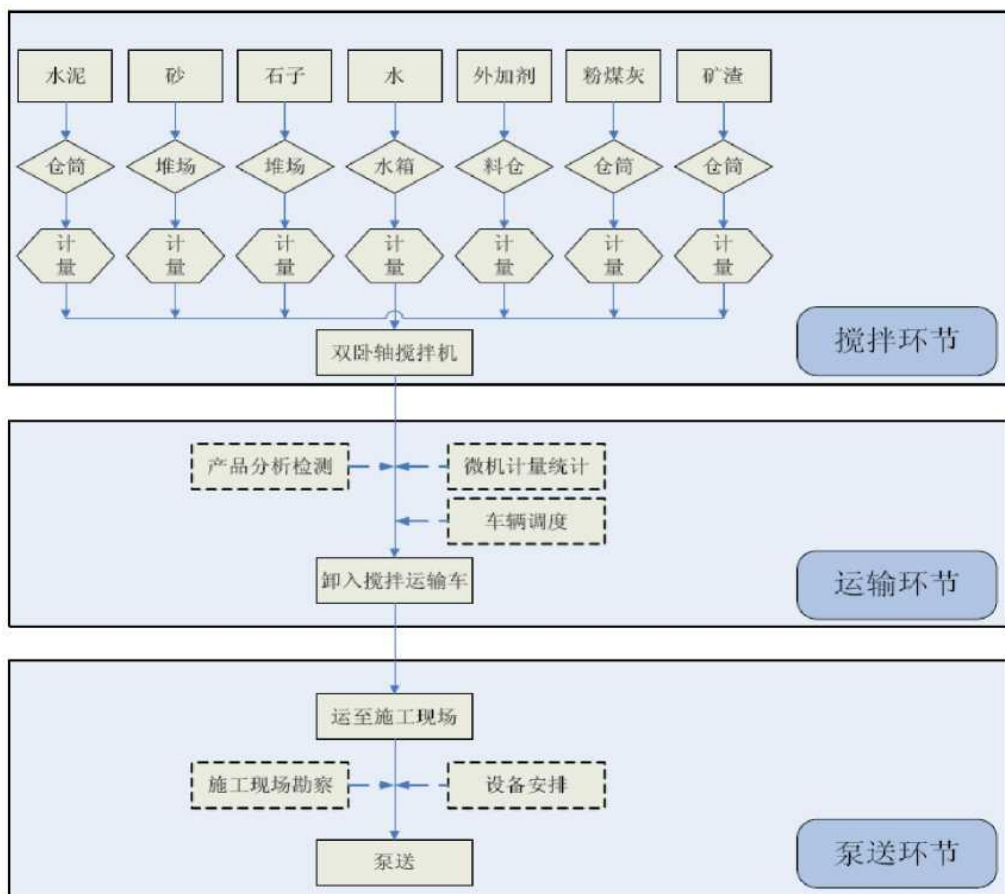 水泥
砂
石子
水
外加剂
粉煤灰
矿渣
仓筒
堆场
堆场
水箱
料仓
仓筒
仓筒
计
量
计
量
计
量
计
量
计
量
计
量
计
量
双卧轴搅拌机
搅拌环节
产品分析检测
微机计量统计
车辆调度
卸入搅拌运输车
运输环节
运至施工现场
施工现场勘察
设备安排
泵送
泵送环节